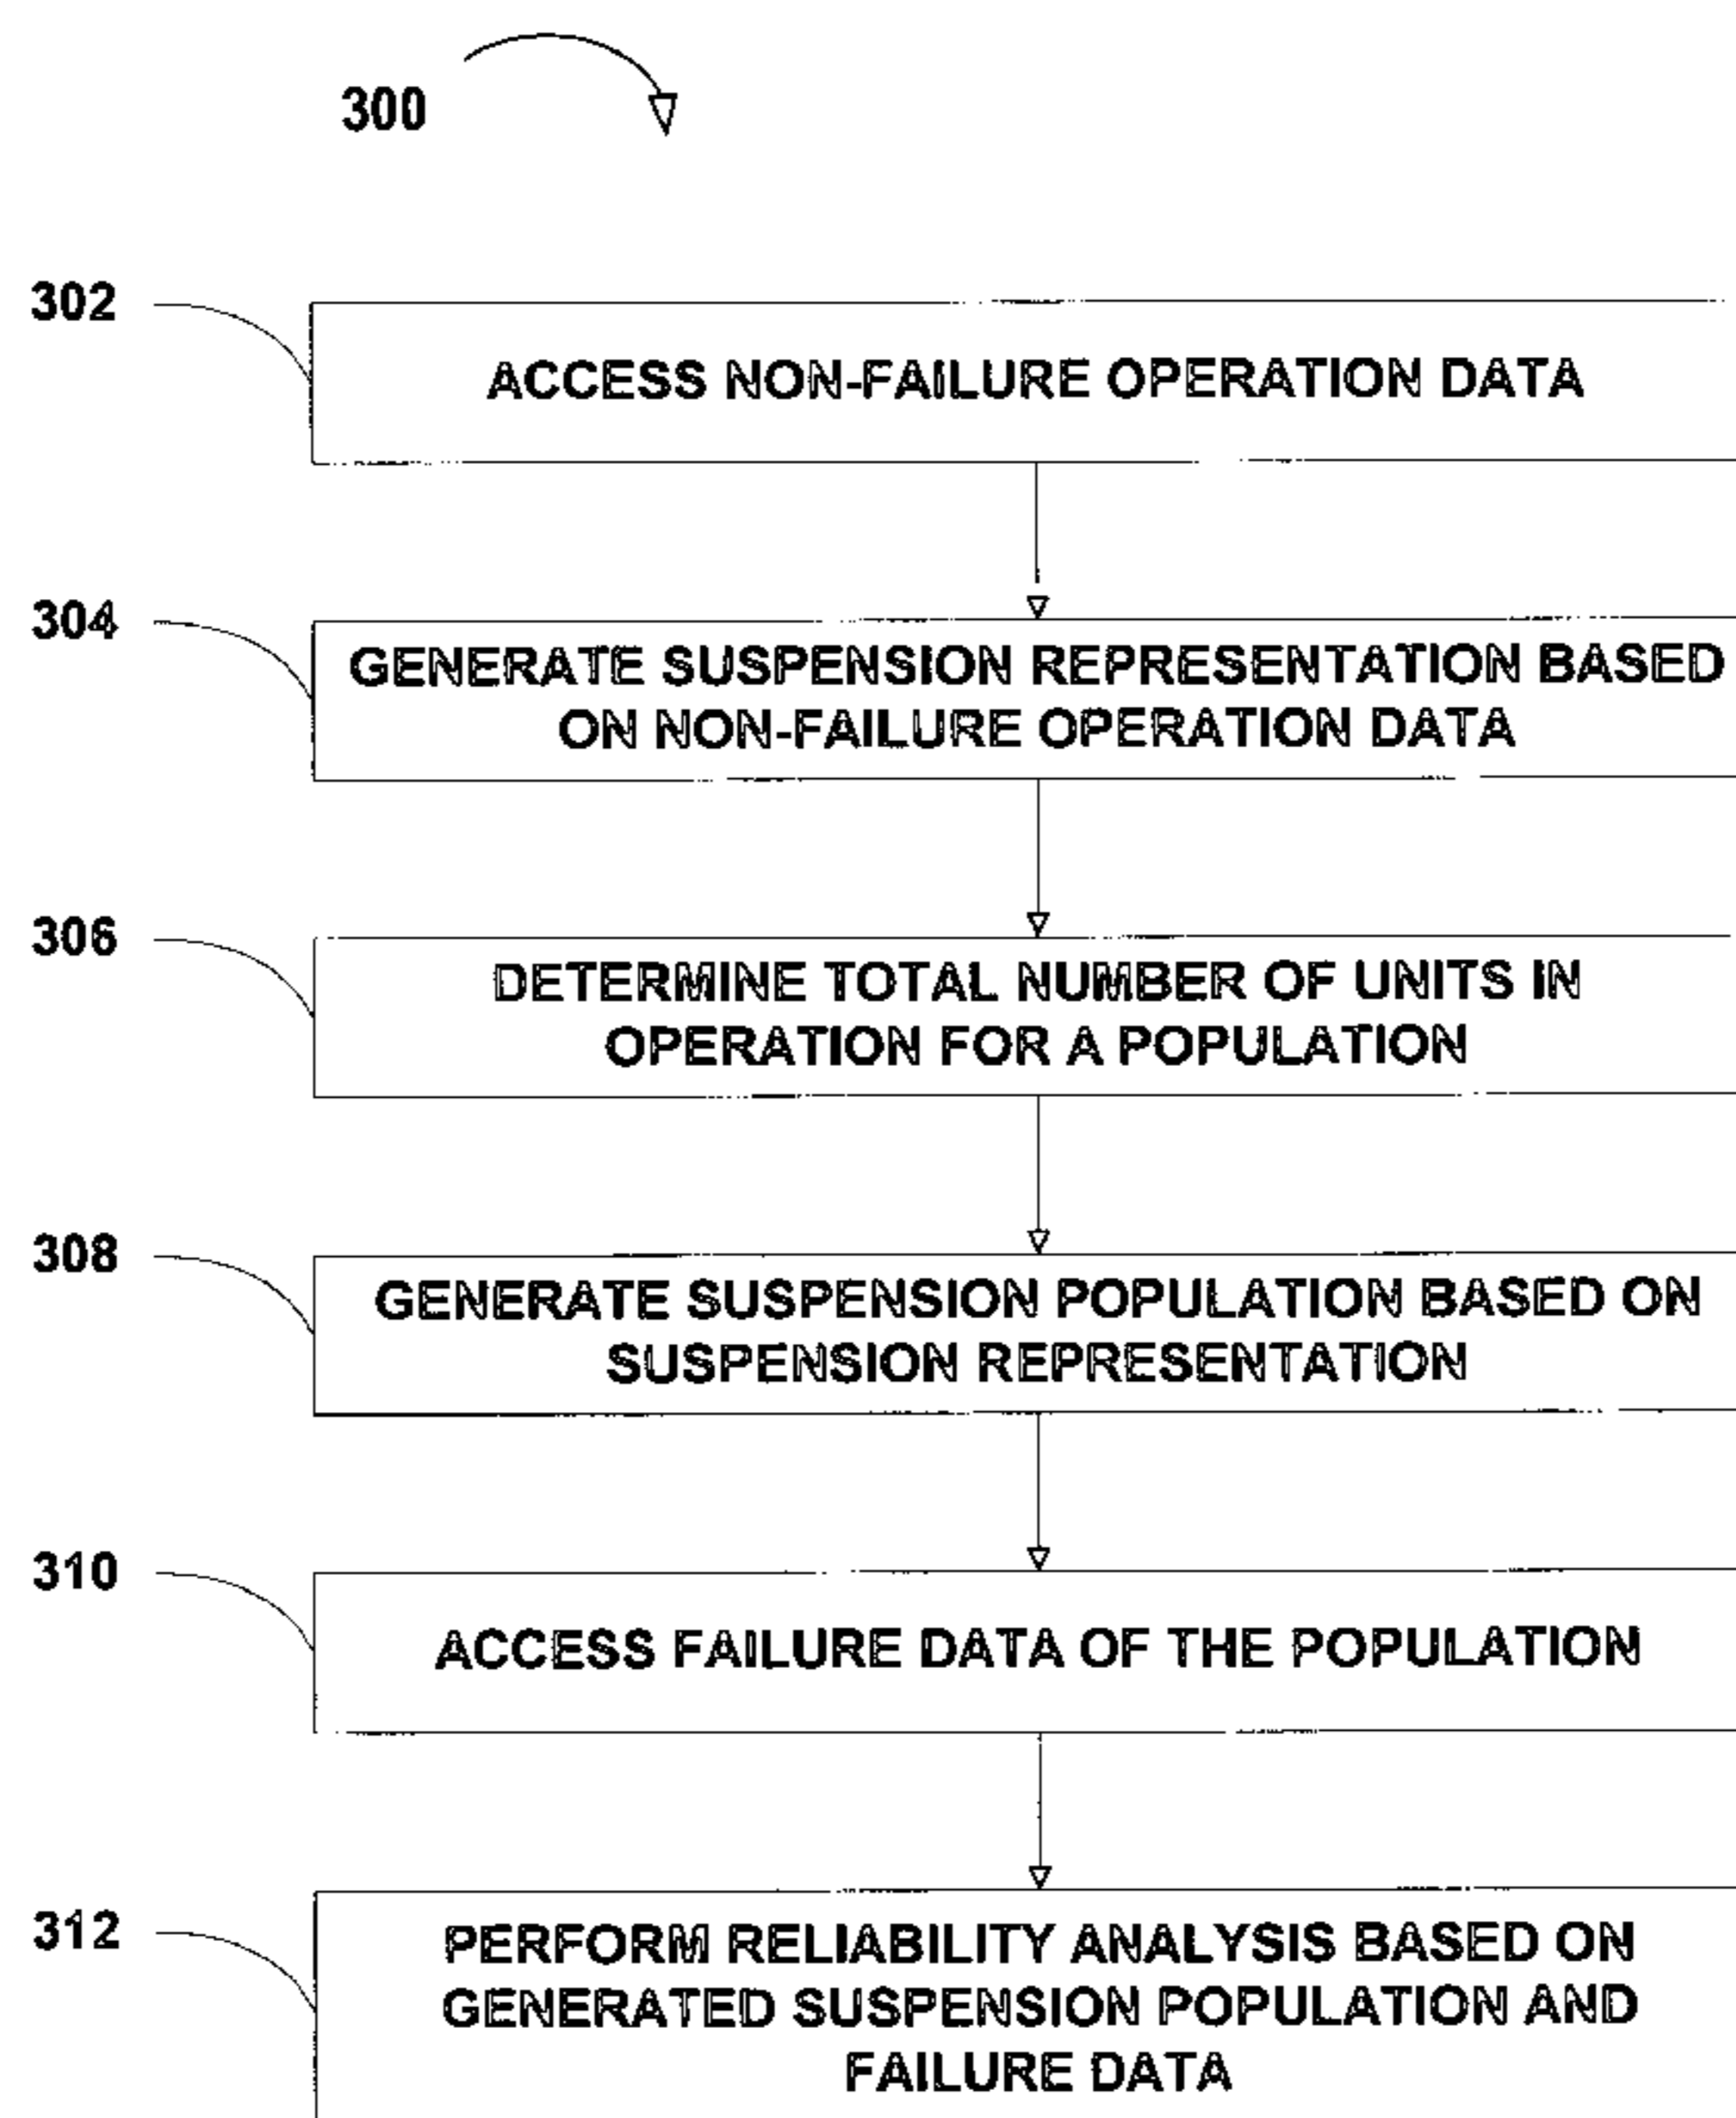 300
302
ACCESS NON-FAILURE OPERATION DATA
304
GENERATE SUSPENSION REPRESENTATION BASED
ON NON-FAILURE OPERATION DATA
306
DETERMINE TOTAL NUMBER OF UNITS IN
OPERATION FOR A POPULATION
308
GENERATE SUSPENSION POPULATION BASED ON
SUSPENSION REPRESENTATION
310
ACCESS FAILURE DATA OF THE POPULATION
312
PERFORM RELIABILITY ANALYSIS BASED ON
GENERATED SUSPENSION POPULATION AND
FAILURE DATA